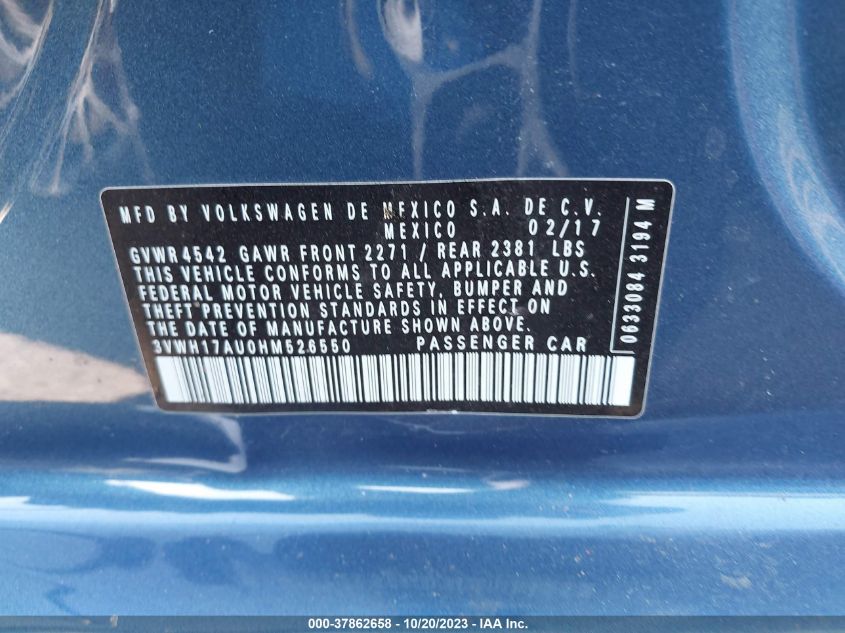 MFD BY VOLKSWAGEN DE MEXICO S.A. DE C.V.
MEXICO 02/17
GVWR 4542 GAWR FRONT 2271 / REAR 2381 LBS
THIS VEHICLE CONFORMS TO ALL APPLICABLE U.S.
FEDERAL MOTOR VEHICLE SAFETY, BUMPER AND
THEFT PREVENTION STANDARDS IN EFFECT ON
THE DATE OF MANUFACTURE SHOWN ABOVE.
3VWH17AU0HM526550 PASSENGER CAR
0633084 3194 M
000-37862658 - 10/20/2023 - IAA Inc.